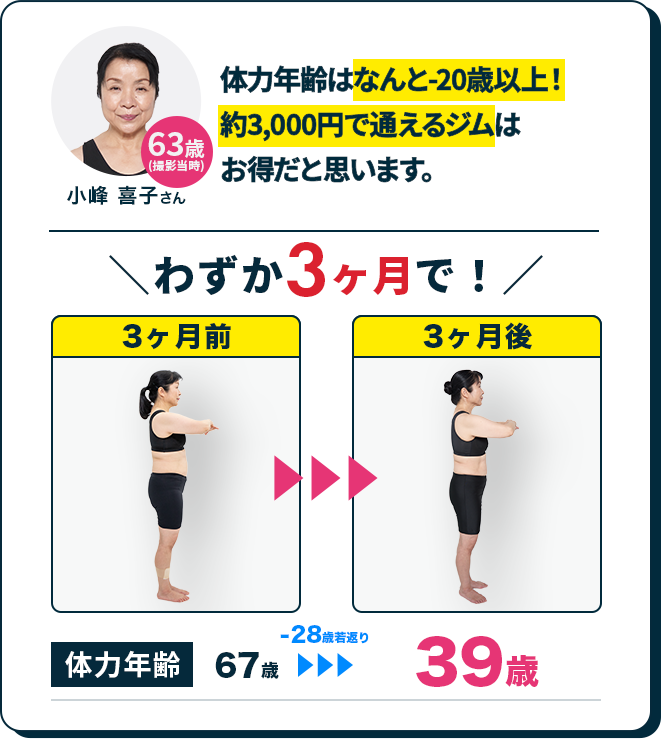 体力年齢はなんと-20歳以上！
約3,000円で通えるジムは
お得だと思います。
63歳
(撮影当時)
小峰 喜子さん
＼わずか3ヶ月で！／
3ヶ月前
3ヶ月後
体力年齢
67歳
-28歳若返り
39歳